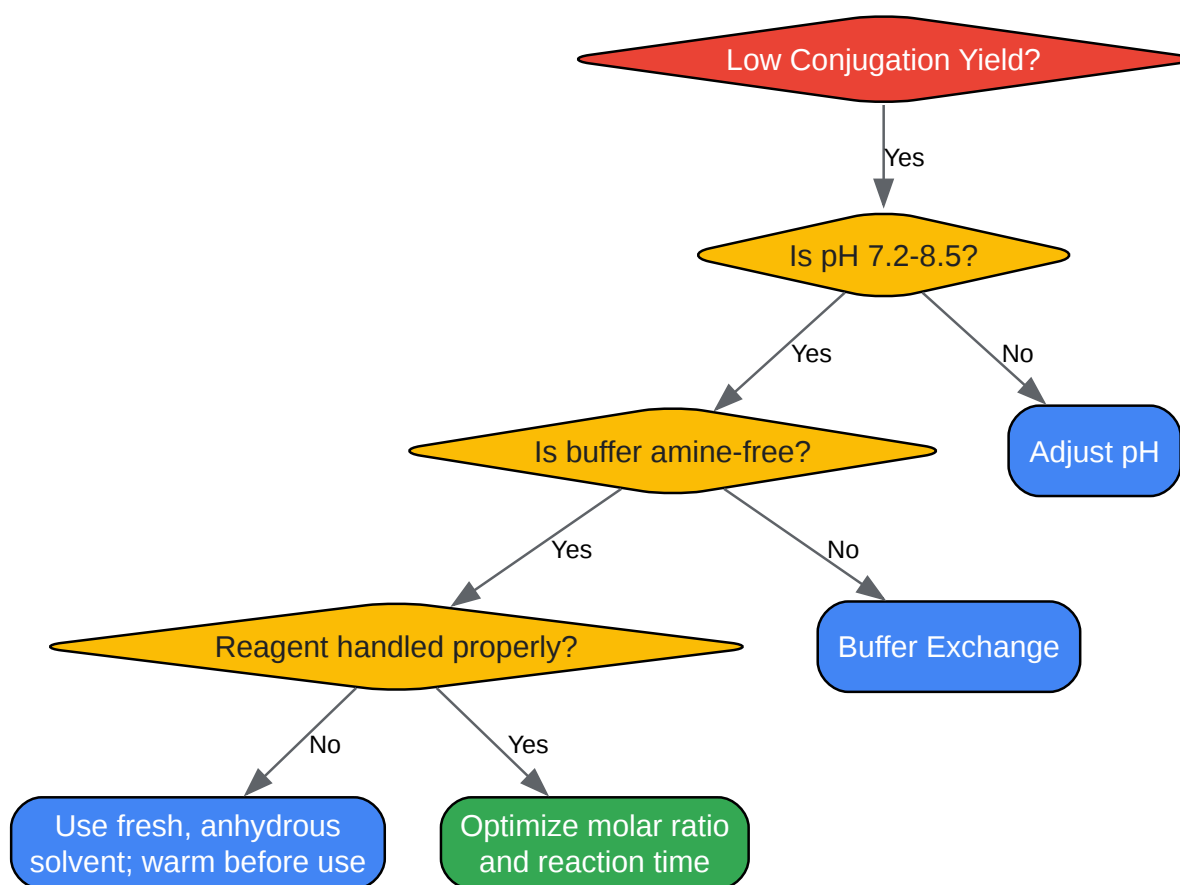 Low Conjugation Yield?
Yes
Is pH 7.2-8.5?
Yes
No
Is buffer amine-free?
Adjust pH
Yes
No
Reagent handled properly?
Buffer Exchange
No
Yes
Use fresh, anhydrous
solvent; warm before use
Optimize molar ratio
and reaction time